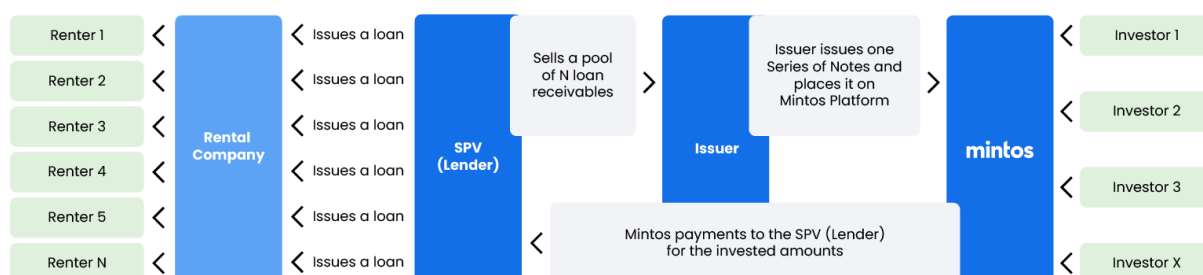 Renter 1
Renter 2
Renter 3
Renter 4
Renter 5
Renter N
Rental
Company
Issues a loan
Issues a loan
Issues a loan
Issues a loan
Issues a loan
Issues a loan
SPV
(Lender)
Sells a pool
of N loan
receivables
Issuer
Issuer issues one
Series of Notes and
places it on
Mintos Platform
Mintos payments to the SPV (Lender)
for the invested amounts
mintos
Investor 1
Investor 2
Investor 3
Investor X